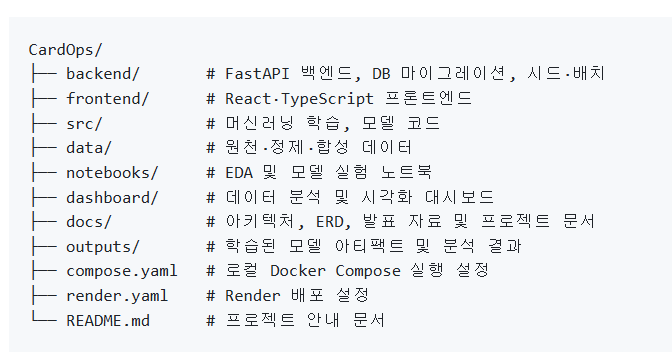 CardOps/
├── backend/       # FastAPI 백엔드, DB 마이그레이션, 시드·배치
├── frontend/      # React·TypeScript 프론트엔드
├── src/           # 머신러닝 학습, 모델 코드
├── data/          # 원천·정제·합성 데이터
├── notebooks/     # EDA 및 모델 실험 노트북
├── dashboard/     # 데이터 분석 및 시각화 대시보드
├── docs/          # 아키텍처, ERD, 발표 자료 및 프로젝트 문서
├── outputs/       # 학습된 모델 아티팩트 및 분석 결과
├── compose.yaml   # 로컬 Docker Compose 실행 설정
├── render.yaml    # Render 배포 설정
└── README.md      # 프로젝트 안내 문서